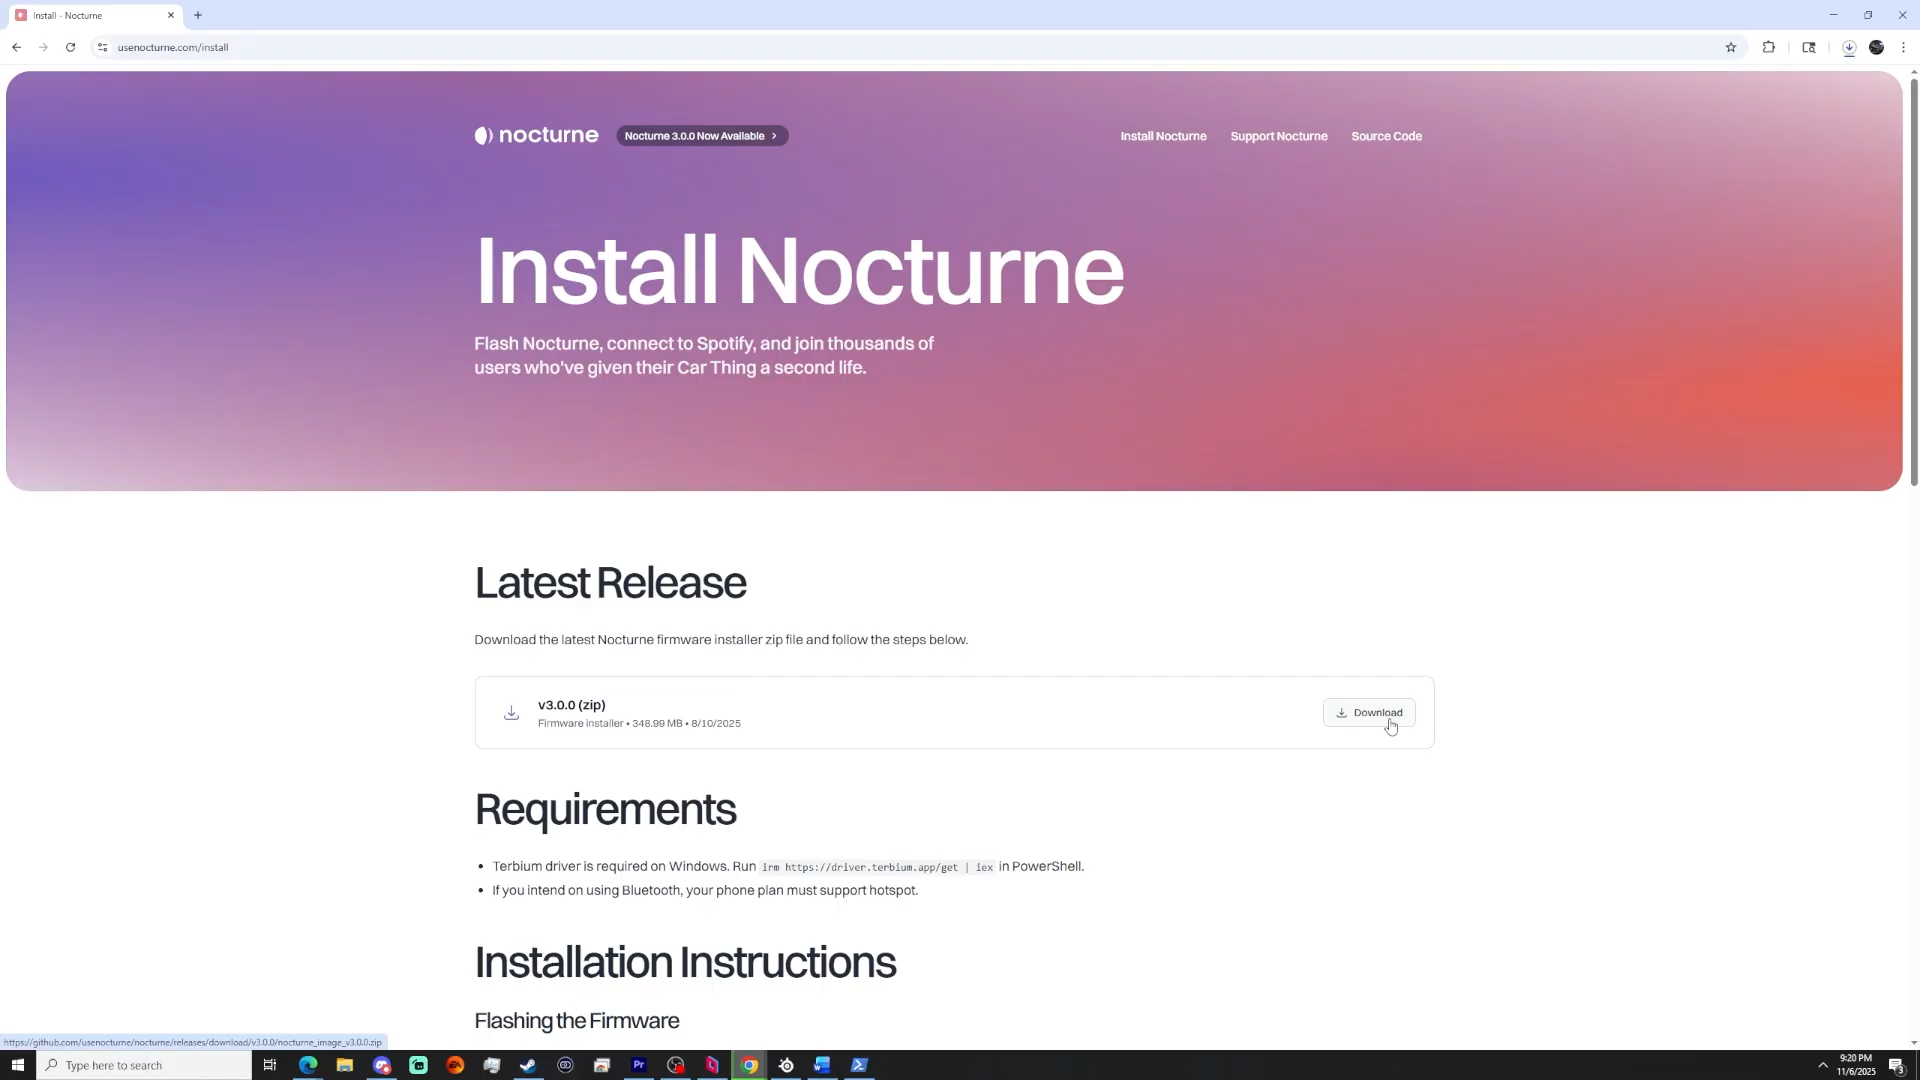 Install - Nocturne
usenocturne.com/install
nocturne
Nocturne 3.0.0 Now Available
Install Nocturne
Support Nocturne
Source Code
Install Nocturne
Flash Nocturne, connect to Spotify, and join thousands of
users who've given their Car Thing a second life.
Latest Release
Download the latest Nocturne firmware installer zip file and follow the steps below.
v3.0.0 (zip)
Firmware installer • 348.99 MB • 8/10/2025
Download
Requirements
• Terbium driver is required on Windows. Run irm https://driver.terbium.app/get | iex in PowerShell.
• If you intend on using Bluetooth, your phone plan must support hotspot.
Installation Instructions
Flashing the Firmware
https://github.com/usenocturne/nocturne/releases/download/v3.0.0/nocturne_image_v3.0.0.zip
Type here to search
Pr
9:20 PM
11/6/2025
3